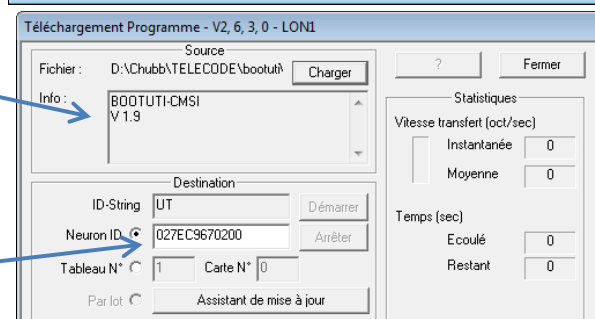 Téléchargement Programme - V2, 6, 3, 0 - LON1
Source
Fichier : D:\Chubb\TELECODE\bootuti\ Charger
Info : BOOTUTI-CMSI
V 1.9
Destination
ID-String UT Démarrer
Neuron ID 027EC9670200 Arrêter
Tableau N° 1 Carte N° 0
Par lot Assistant de mise à jour
? Fermer
Statistiques
Vitesse transfert (oct/sec)
Instantanée 0
Moyenne 0
Temps (sec)
Ecoulé 0
Restant 0